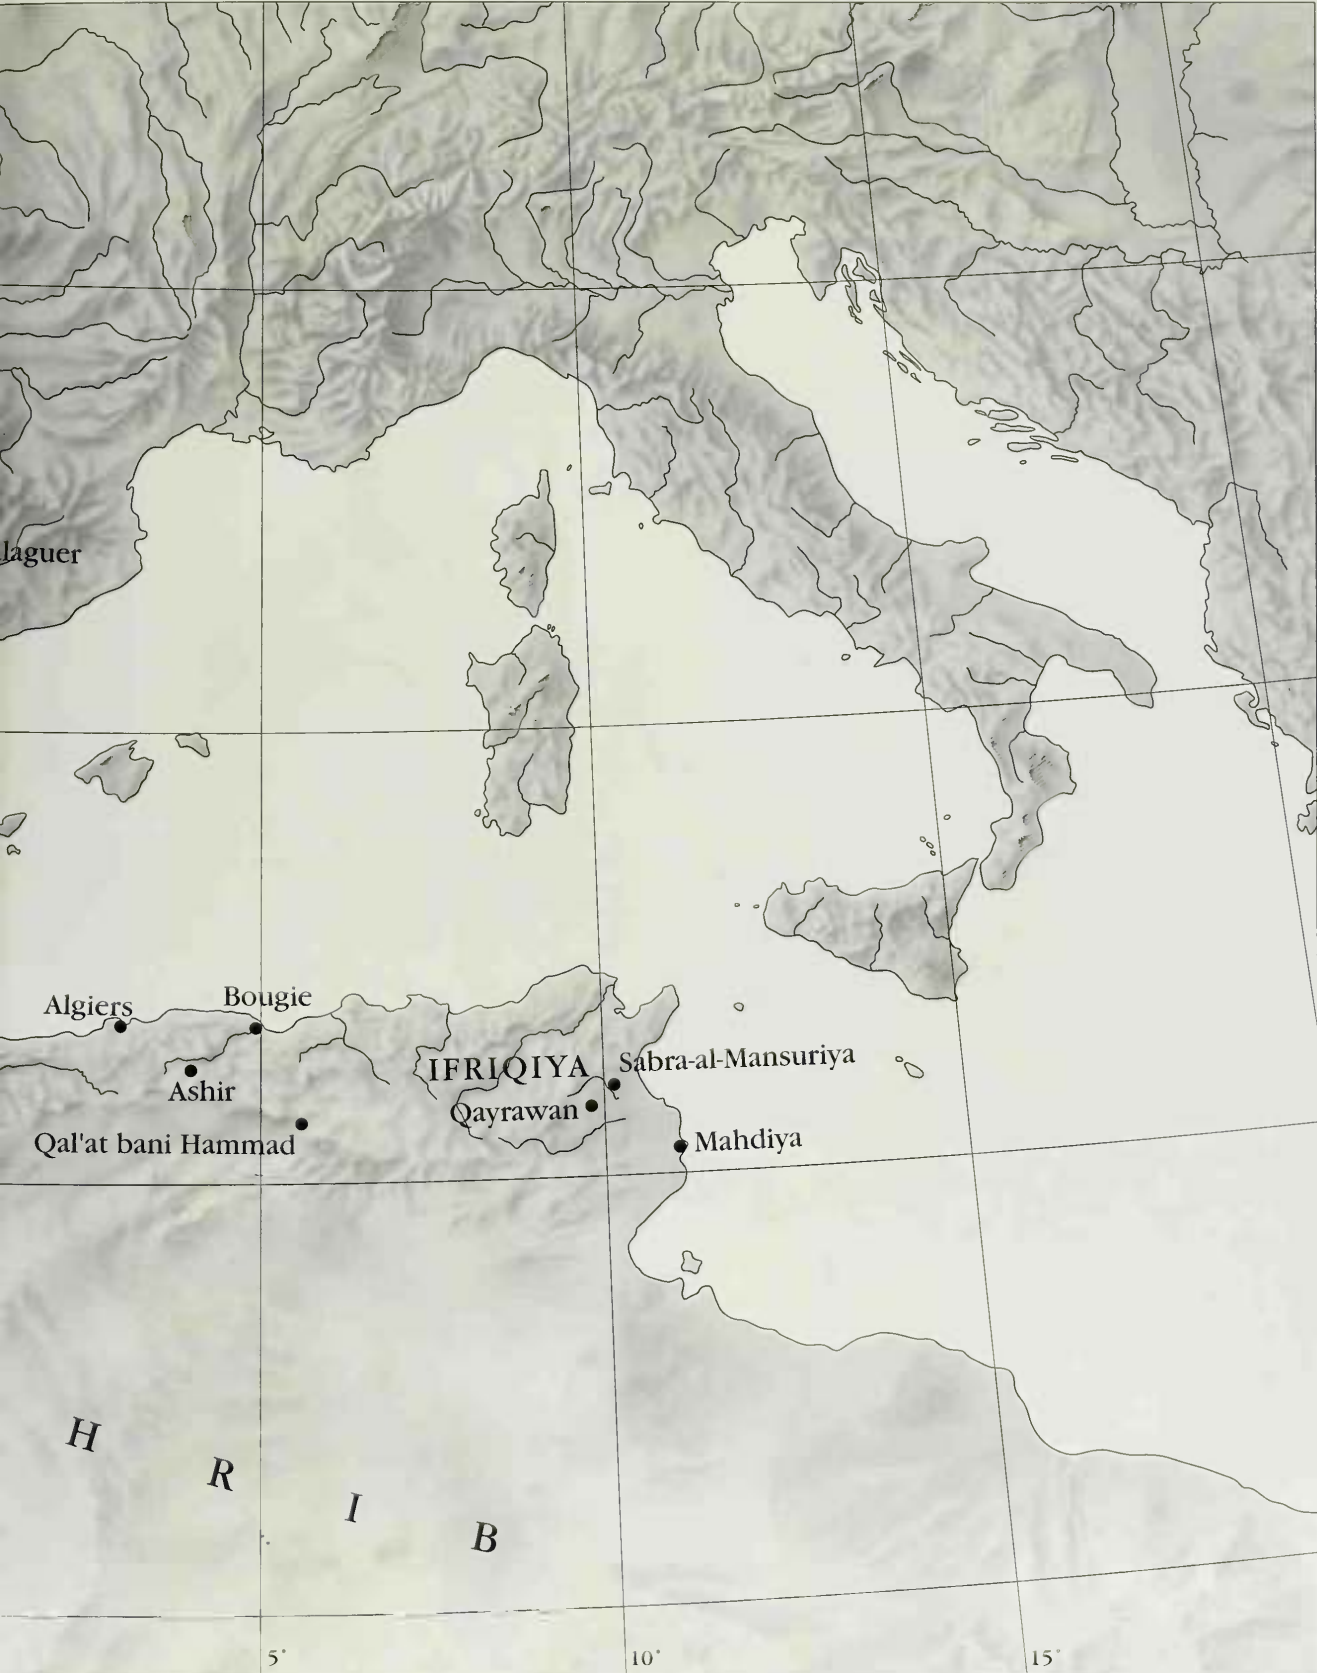 laguer
Algiers
Bougie
IFRIQIYA
Sabra-al-Mansuriya
Ashir
Qayrawan
Qal'at bani Hammad
Mahdiya
H R I B
5° 10° 15°